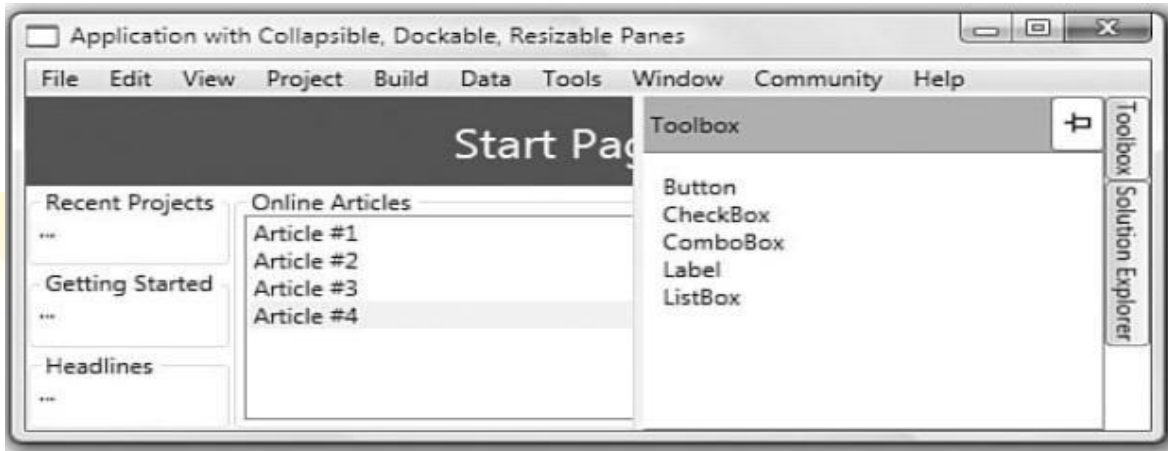 Application with Collapsible, Dockable, Resizable Panes
File Edit View Project Build Data Tools Window Community Help
Start Pag
Toolbox
Recent Projects
...
Getting Started
...
Headlines
...
Online Articles
Article #1
Article #2
Article #3
Article #4
Button
CheckBox
ComboBox
Label
ListBox
Toolbox
Solution Explorer